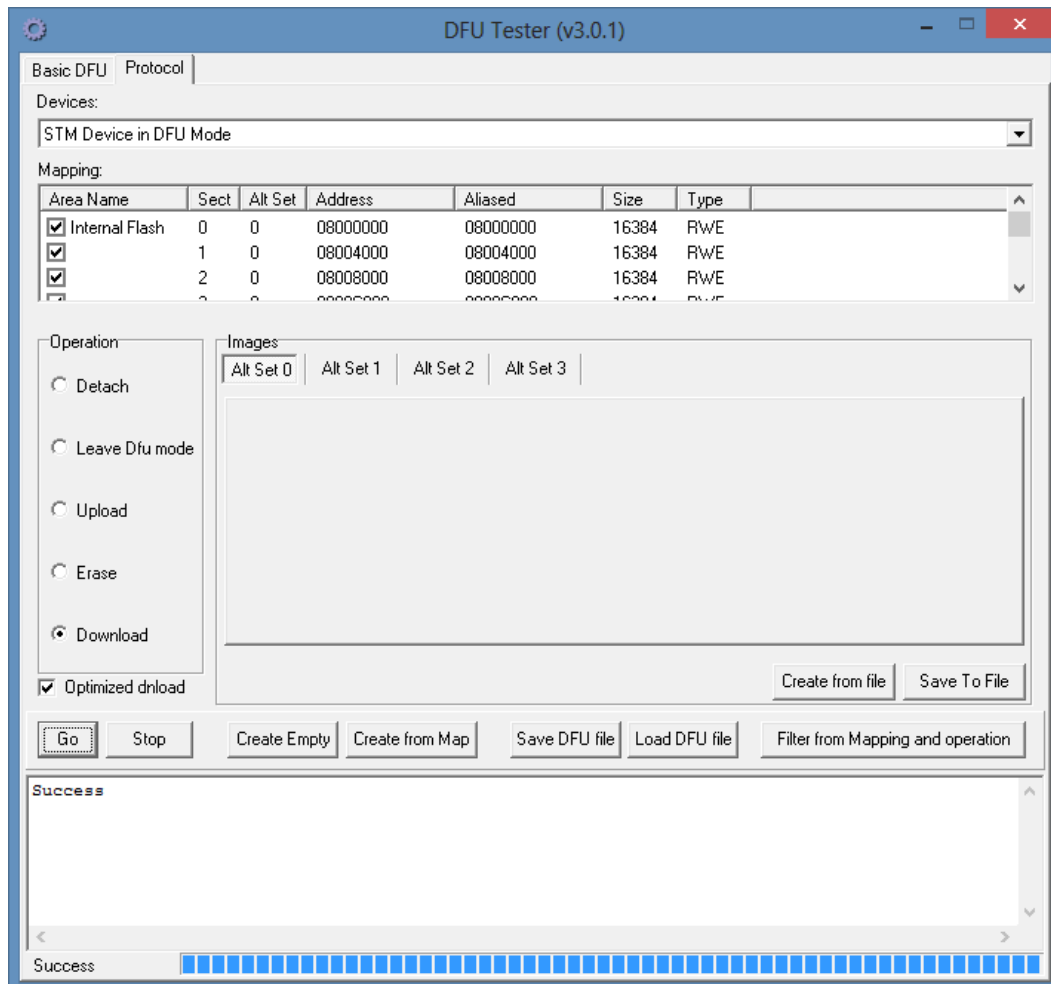 DFU Tester (v3.0.1)
Basic DFU Protocol
Devices:
STM Device in DFU Mode
Mapping:
Area Name Sect Alt Set Address Aliased Size Type
Internal Flash 0 0 08000000 08000000 16384 RWE
1 0 08004000 08004000 16384 RWE
2 0 08008000 08008000 16384 RWE
Operation
Detach
Leave Dfu mode
Upload
Erase
Download
Optimized dnload
Images
Alt Set 0 Alt Set 1 Alt Set 2 Alt Set 3
Create from file Save To File
Go Stop Create Empty Create from Map Save DFU file Load DFU file Filter from Mapping and operation
Success
Success